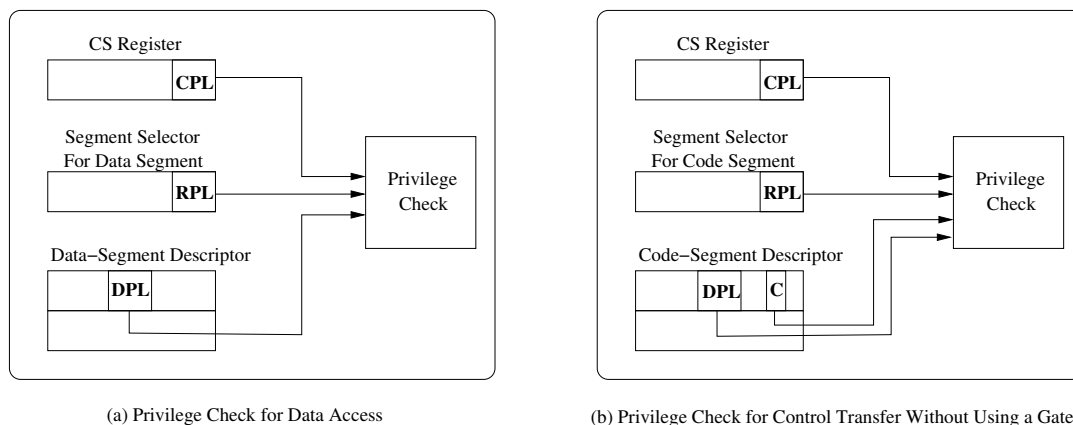 CS Register
CPL
Segment Selector
For Data Segment
RPL
Privilege
Check
Data−Segment Descriptor
DPL
(a) Privilege Check for Data Access
CS Register
CPL
Segment Selector
For Code Segment
RPL
Privilege
Check
Code−Segment Descriptor
DPL
C
(b) Privilege Check for Control Transfer Without Using a Gate